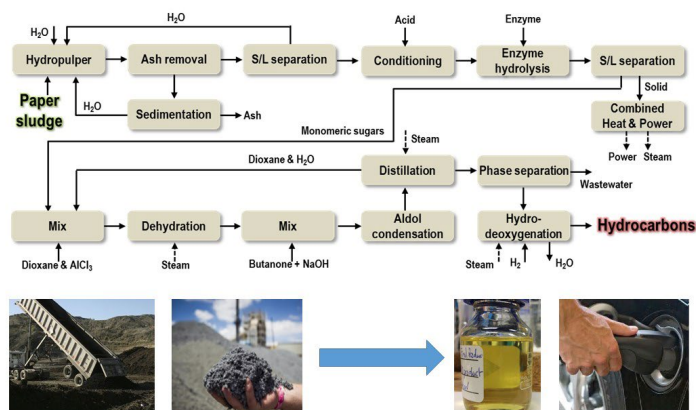 H₂O
H₂O
Acid
Enzyme
Hydropulper
Ash removal
S/L separation
Conditioning
Enzyme
hydrolysis
S/L separation
Paper
sludge
H₂O
Sedimentation
Ash
Solid
Combined
Heat & Power
Monomeric sugars
Steam
Power
Steam
Dioxane & H₂O
Distillation
Phase separation
Wastewater
Mix
Dehydration
Mix
Aldol
condensation
Hydro-
deoxygenation
Hydrocarbons
Dioxane & AlCl₃
Steam
Butanone + NaOH
Steam
H₂
H₂O